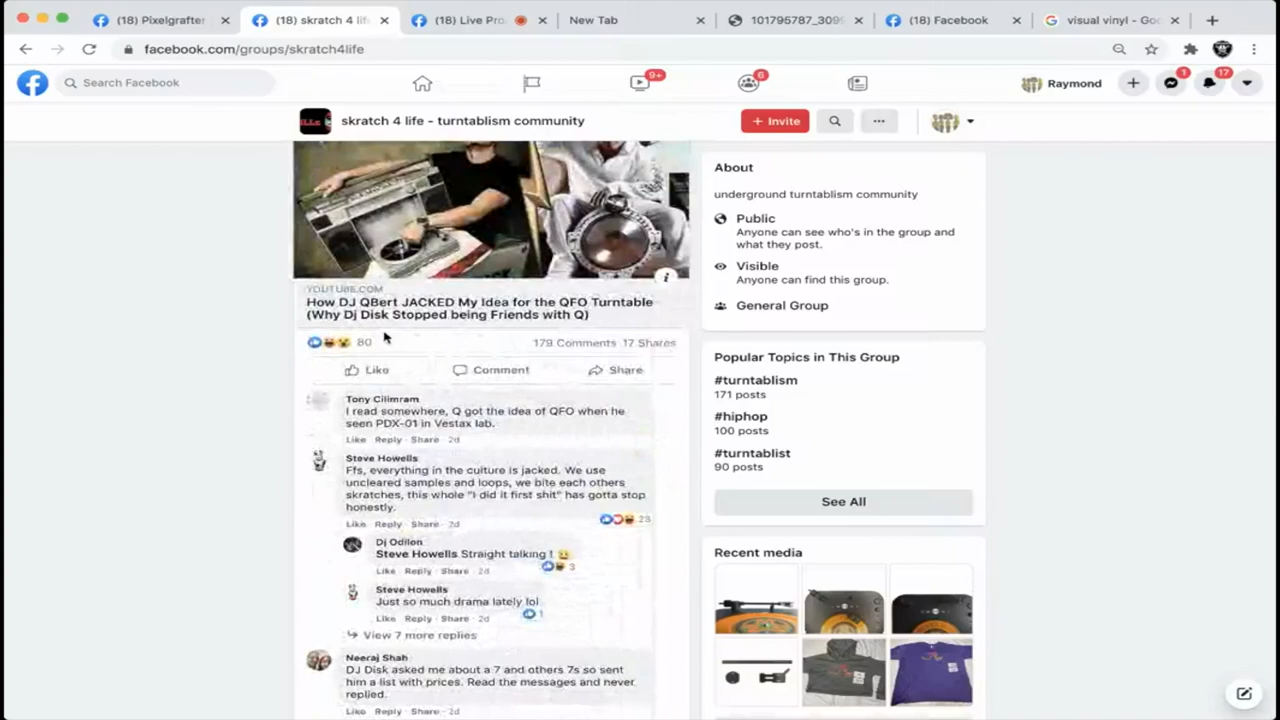 (18) Pixelgrafter
(18) skratch 4 life
(18) Live Pro
New Tab
101795787_309
(18) Facebook
visual vinyl - Goo
facebook.com/groups/skratch4life
Search Facebook
9+
6
Raymond
1
17
skratch 4 life - turntablism community
+ Invite
YOUTUBE.COM
How DJ QBert JACKED My Idea for the QFO Turntable
(Why Dj Disk Stopped being Friends with Q)
80
179 Comments 17 Shares
Like
Comment
Share
Tony Cilimram
I read somewhere, Q got the idea of QFO when he
seen PDX-01 in Vestax lab.
Like · Reply · Share · 2d
Steve Howells
Ffs, everything in the culture is jacked. We use
uncleared samples and loops, we bite each others
skratches, this whole "I did it first shit" has gotta stop
honestly.
Like · Reply · Share · 2d
23
Dj Odilon
Steve Howells Straight talking !
Like · Reply · Share · 2d
3
Steve Howells
Just so much drama lately lol
Like · Reply · Share · 2d
1
View 7 more replies
Neeraj Shah
DJ Disk asked me about a 7 and others 7s so sent
him a list with prices. Read the messages and never
replied.
Like · Reply · Share · 2d
About
underground turntablism community
Public
Anyone can see who's in the group and
what they post.
Visible
Anyone can find this group.
General Group
Popular Topics in This Group
#turntablism
171 posts
#hiphop
100 posts
#turntablist
90 posts
See All
Recent media